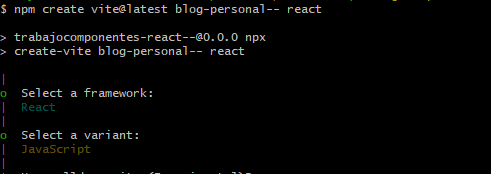 $ npm create vite@latest blog-personal-- react
> trabajocomponentes-react--@0.0.0 npx
> create-vite blog-personal-- react
|
o Select a framework:
| React
|
o Select a variant:
| JavaScript
|